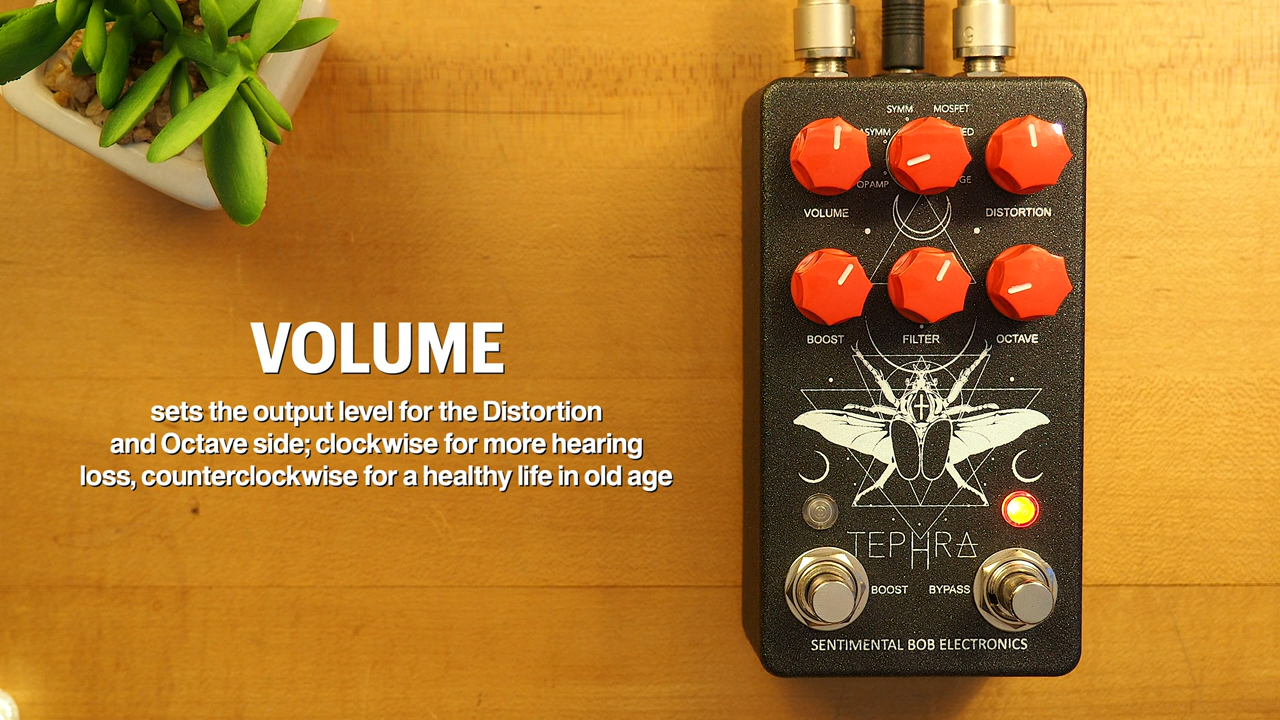 VOLUME
sets the output level for the Distortion
and Octave side; clockwise for more hearing
loss, counterclockwise for a healthy life in old age
SYMM MOSFET
ASYMM
OPAMP
VOLUME DISTORTION
BOOST FILTER OCTAVE
TEPHRA
BOOST BYPASS
SENTIMENTAL BOB ELECTRONICS